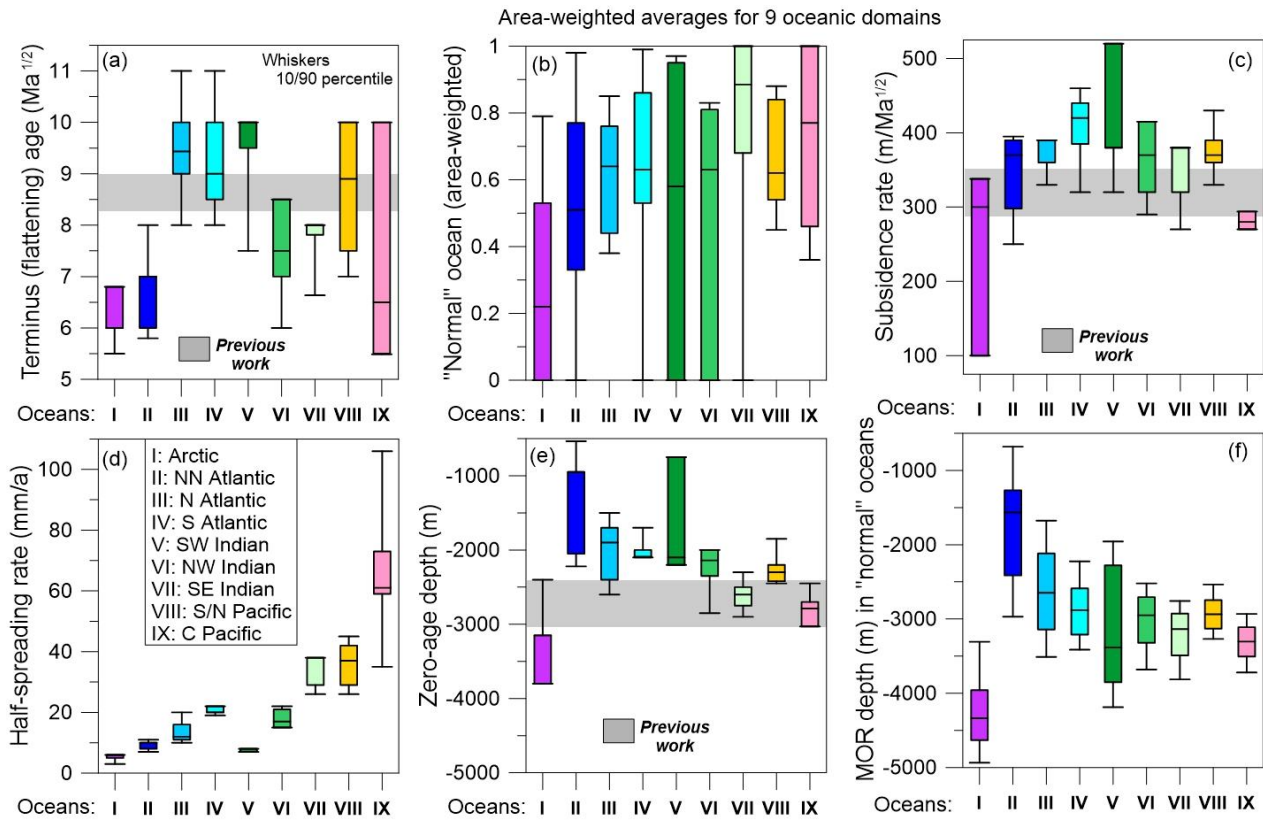 Area-weighted averages for 9 oceanic domains
(a)
Whiskers
10/90 percentile
Terminus (flattening) age (Ma^1/2)
11
10
9
8
7
6
5
Previous
work
Oceans: I II III IV V VI VII VIII IX
(b)
"Normal" ocean (area-weighted)
1
0.8
0.6
0.4
0.2
0
Oceans: I II III IV V VI VII VIII IX
(c)
Subsidence rate (m/Ma^1/2)
500
400
300
200
100
Previous
work
Oceans: I II III IV V VI VII VIII IX
(d)
Half-spreading rate (mm/a)
100
80
60
40
20
0
I: Arctic
II: NN Atlantic
III: N Atlantic
IV: S Atlantic
V: SW Indian
VI: NW Indian
VII: SE Indian
VIII: S/N Pacific
IX: C Pacific
Oceans: I II III IV V VI VII VIII IX
(e)
Zero-age depth (m)
-1000
-2000
-3000
-4000
-5000
Previous
work
Oceans: I II III IV V VI VII VIII IX
(f)
MOR depth (m) in "normal" oceans
-1000
-2000
-3000
-4000
-5000
Oceans: I II III IV V VI VII VIII IX